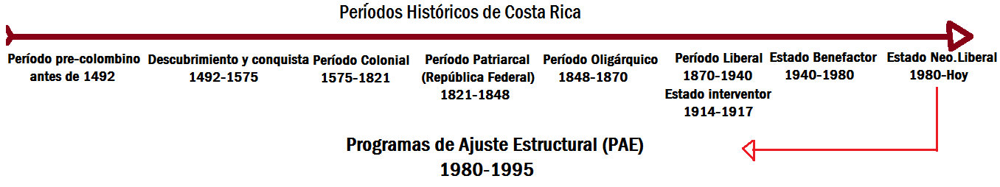 Períodos Históricos de Costa Rica
Período pre-colombino
antes de 1492
Descubrimiento y conquista
1492-1575
Período Colonial
1575-1821
Período Patriarcal
(República Federal)
1821-1848
Período Oligárquico
1848-1870
Período Liberal
1870-1940
Estado interventor
1914-1917
Estado Benefactor
1940-1980
Estado Neo.Liberal
1980-Hoy
Programas de Ajuste Estructural (PAE)
1980-1995